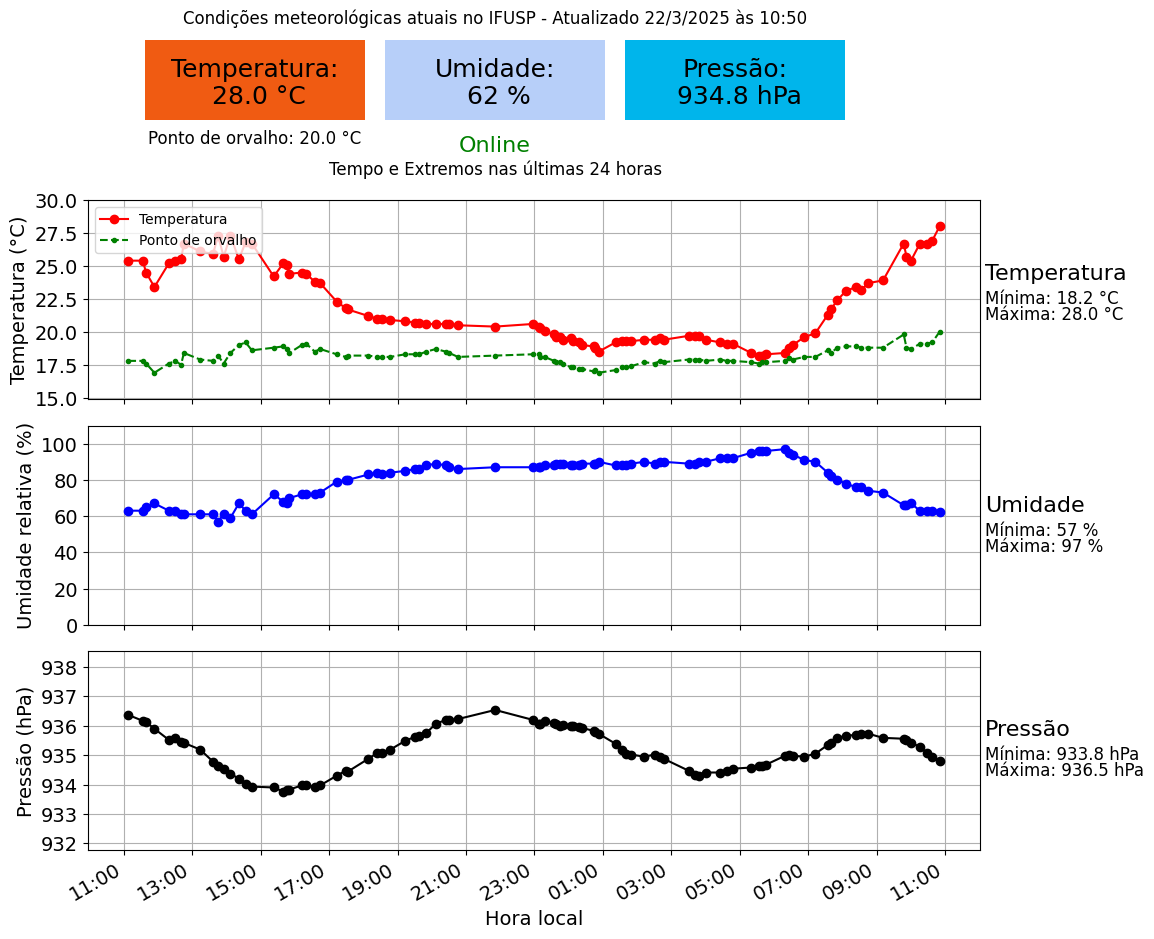 Condições meteorológicas atuais no IFUSP - Atualizado 22/3/2025 às 10:50
Temperatura:
28.0 °C
Umidade:
62 %
Pressão:
934.8 hPa
Ponto de orvalho: 20.0 °C
Online
Tempo e Extremos nas últimas 24 horas
Temperatura (°C)
30.0
27.5
25.0
22.5
20.0
17.5
15.0
Temperatura
Ponto de orvalho
Temperatura
Mínima: 18.2 °C
Máxima: 28.0 °C
Umidade relativa (%)
100
80
60
40
20
0
Umidade
Mínima: 57 %
Máxima: 97 %
Pressão (hPa)
938
937
936
935
934
933
932
Pressão
Mínima: 933.8 hPa
Máxima: 936.5 hPa
11:00 13:00 15:00 17:00 19:00 21:00 23:00 01:00 03:00 05:00 07:00 09:00 11:00
Hora local